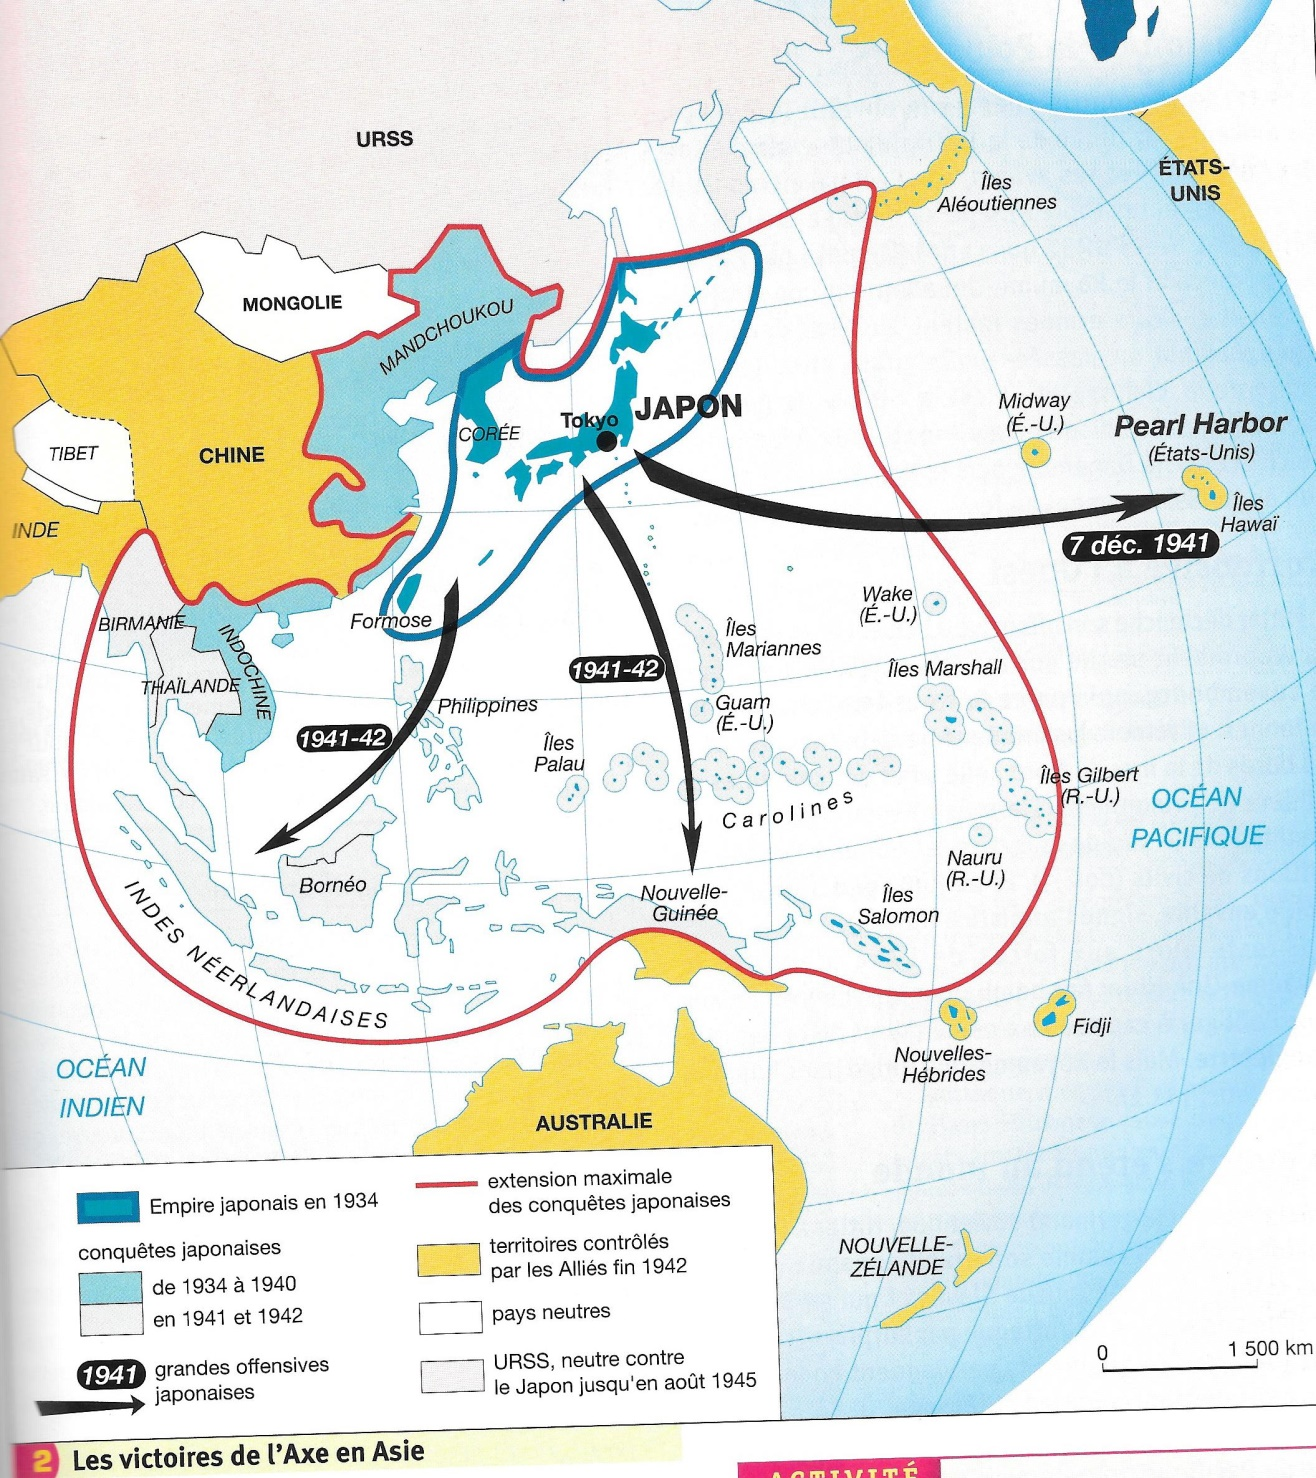 URSS
ÉTATS-
UNIS
Îles
Aléoutiennes
MONGOLIE
MANDCHOUKOU
Midway
(É.-U.)
Pearl Harbor
(États-Unis)
Îles
Hawaï
7 déc. 1941
JAPON
Tokyo
CORÉE
TIBET
CHINE
INDE
Wake
(É.-U.)
BIRMANIE
Formose
INDOCHINE
Îles
Mariannes
THAÏLANDE
1941-42
Îles Marshall
Philippines
Guam
(É.-U.)
1941-42
Îles
Palau
Îles Gilbert
(R.-U.)
OCÉAN
PACIFIQUE
Carolines
Nauru
(R.-U.)
Bornéo
Nouvelle-
Guinée
Îles
Salomon
INDES NÉERLANDAISES
Fidji
Nouvelles-
Hébrides
OCÉAN
INDIEN
AUSTRALIE
NOUVELLE-
ZÉLANDE
Empire japonais en 1934
conquêtes japonaises
de 1934 à 1940
en 1941 et 1942
1941 grandes offensives
japonaises
extension maximale
des conquêtes japonaises
territoires contrôlés
par les Alliés fin 1942
pays neutres
URSS, neutre contre
le Japon jusqu'en août 1945
0 1 500 km
2 Les victoires de l'Axe en Asie
ACTIVITÉ